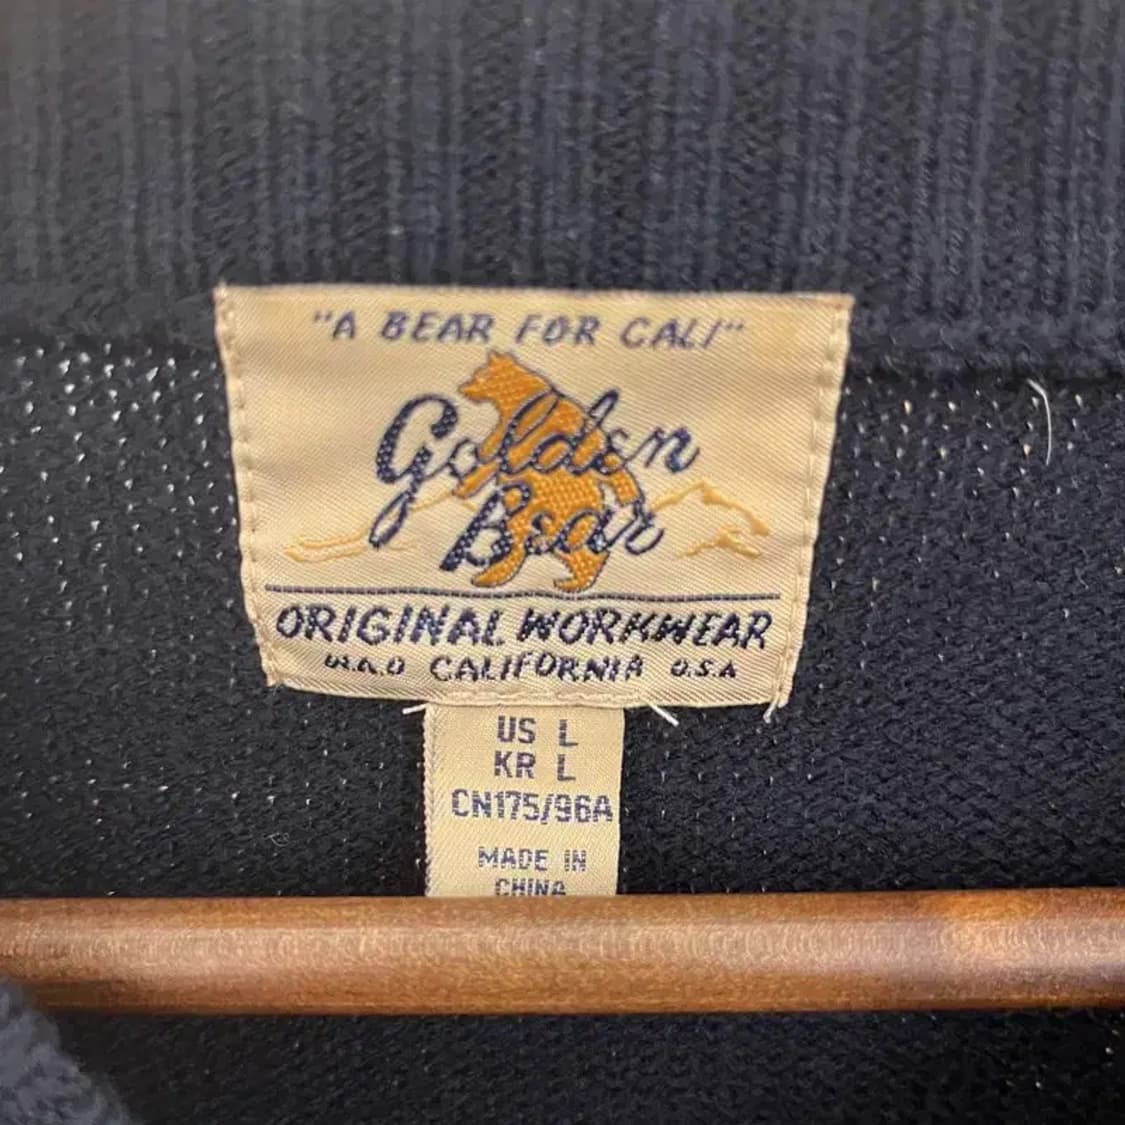 "A BEAR FOR CALI"
Golden
Bear
ORIGINAL WORKWEAR
CALIFORNIA U.S.A
US L
KR L
CN175/96A
MADE IN
CHINA